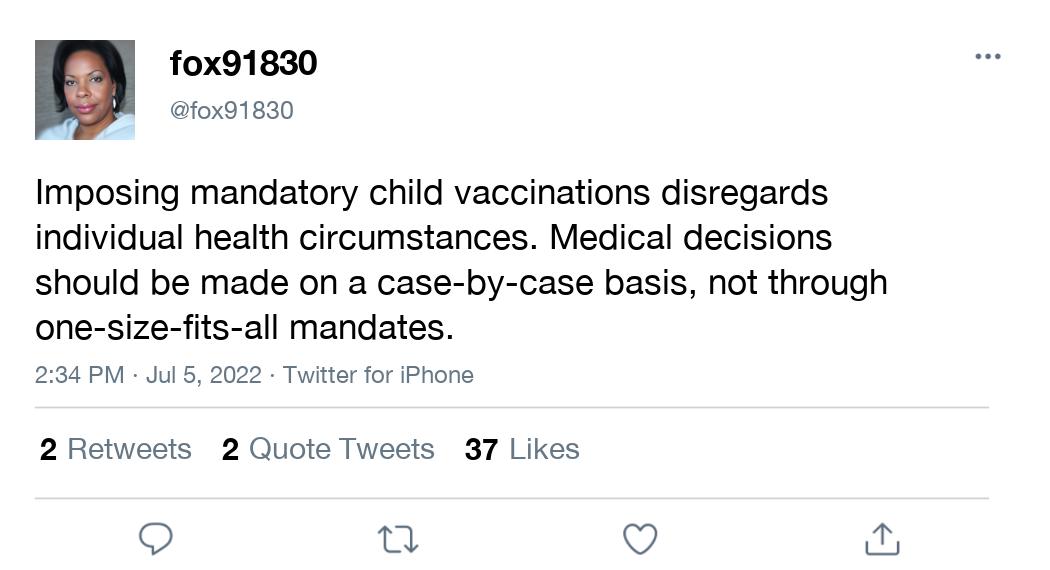 fox91830
@fox91830
Imposing mandatory child vaccinations disregards
individual health circumstances. Medical decisions
should be made on a case-by-case basis, not through
one-size-fits-all mandates.
2:34 PM · Jul 5, 2022 · Twitter for iPhone
2 Retweets 2 Quote Tweets 37 Likes